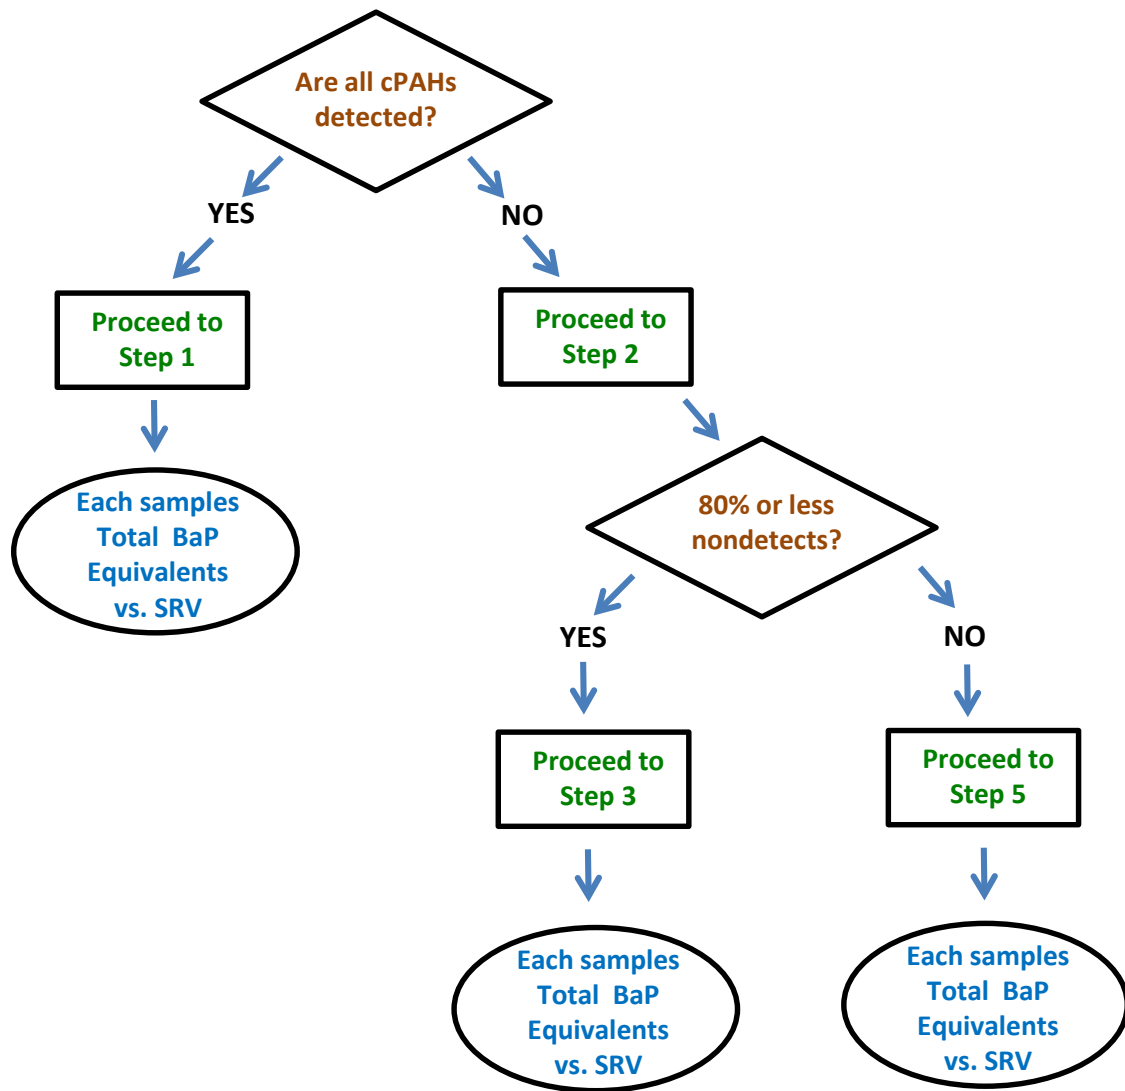 Are all cPAHs
detected?
YES
NO
Proceed to
Step 1
Proceed to
Step 2
Each samples
Total BaP
Equivalents
vs. SRV
80% or less
nondetects?
YES
NO
Proceed to
Step 3
Proceed to
Step 5
Each samples
Total BaP
Equivalents
vs. SRV
Each samples
Total BaP
Equivalents
vs. SRV